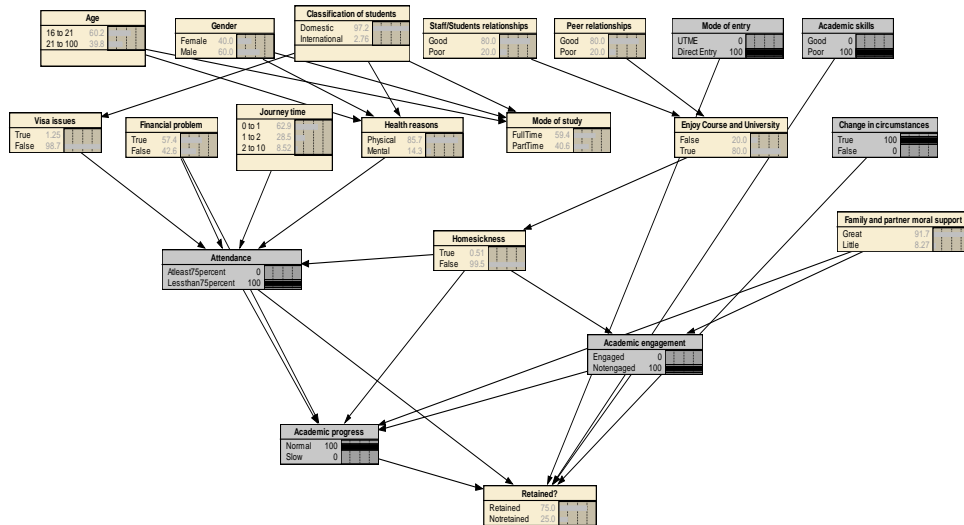 Age
16 to 21 60.2
21 to 100 39.8
Gender
Female 40.0
Male 60.0
Classification of students
Domestic 97.2
International 2.76
Staff/Students relationships
Good 80.0
Poor 20.0
Peer relationships
Good 80.0
Poor 20.0
Mode of entry
UTME 0
Direct Entry 100
Academic skills
Good 0
Poor 100
Visa issues
True 1.25
False 98.7
Financial problem
True 57.4
False 42.6
Journey time
0 to 1 62.9
1 to 2 28.5
2 to 10 8.52
Health reasons
Physical 85.7
Mental 14.3
Mode of study
FullTime 59.4
PartTime 40.6
Enjoy Course and University
False 20.0
True 80.0
Change in circumstances
True 100
False 0
Family and partner moral support
Great 91.7
Little 8.27
Attendance
Atleast75percent 0
Lessthan75percent 100
Homesickness
True 0.51
False 99.5
Academic engagement
Engaged 0
Notengaged 100
Academic progress
Normal 100
Slow 0
Retained?
Retained 75.0
Notretained 25.0